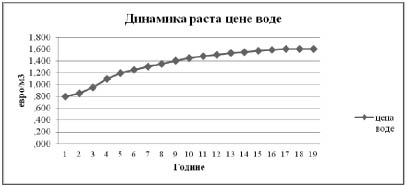 Динамика раста цене воде
1,800
1,600
1,400
1,200
1,000
,800
,600
,400
,200
,000
евро/м3
1 2 3 4 5 6 7 8 9 10 11 12 13 14 15 16 17 18 19
Године
цена
воде